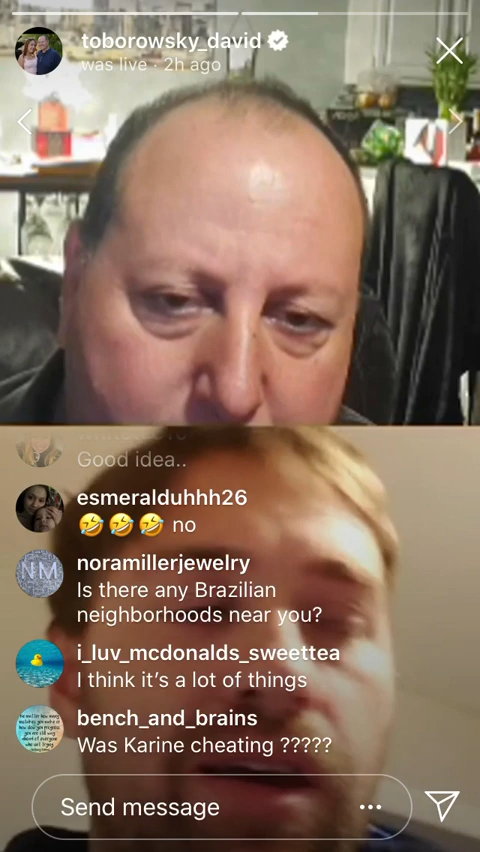 toborowsky_david
was live · 2h ago
Good idea..
esmeralduhhh26
🤣🤣🤣 no
NM
noramillerjewelry
Is there any Brazilian
neighborhoods near you?
i_luv_mcdonalds_sweettea
I think it’s a lot of things
bench_and_brains
Was Karine cheating ?????
Send message